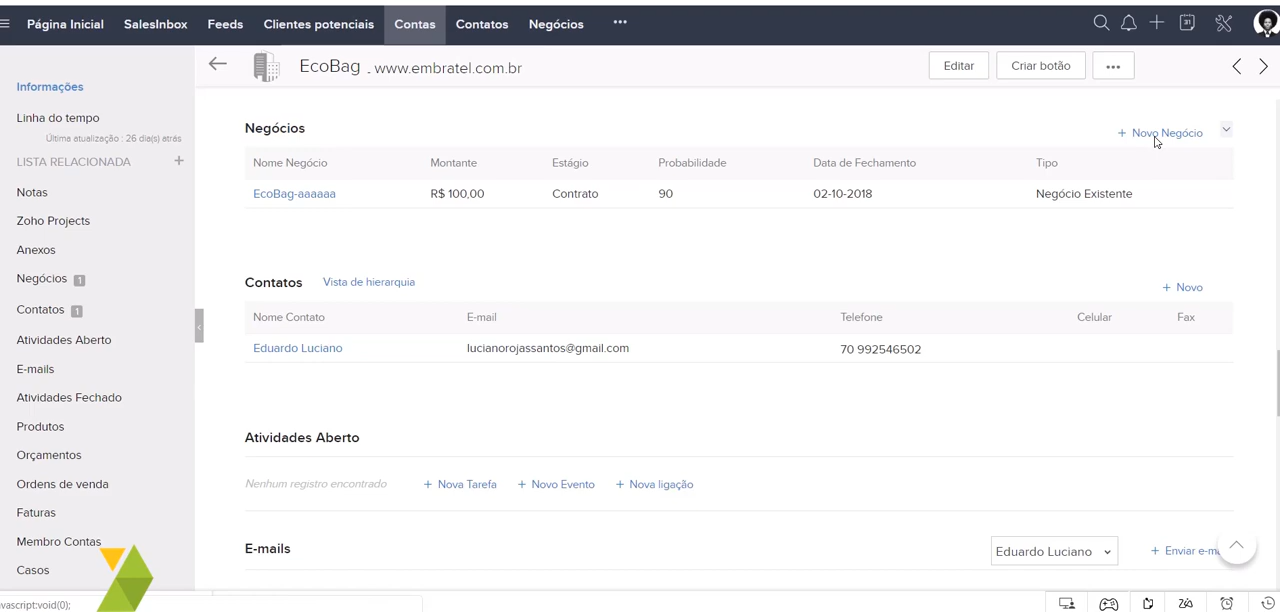 Página Inicial SalesInbox Feeds Clientes potenciais Contas Contatos Negócios •••
EcoBag - www.embratel.com.br Editar Criar botão •••
Informações
Linha do tempo
Última atualização : 26 dia(s) atrás
LISTA RELACIONADA +
Notas
Zoho Projects
Anexos
Negócios 1
Contatos 1
Atividades Aberto
E-mails
Atividades Fechado
Produtos
Orçamentos
Ordens de venda
Faturas
Membro Contas
Casos
Negócios + Novo Negócio
Nome Negócio Montante Estágio Probabilidade Data de Fechamento Tipo
EcoBag-aaaaaa R$ 100,00 Contrato 90 02-10-2018 Negócio Existente
Contatos Vista de hierarquia + Novo
Nome Contato E-mail Telefone Celular Fax
Eduardo Luciano lucianorojassantos@gmail.com 70 992546502
Atividades Aberto
Nenhum registro encontrado + Nova Tarefa + Novo Evento + Nova ligação
E-mails Eduardo Luciano + Enviar e-m
avascript:void(0);